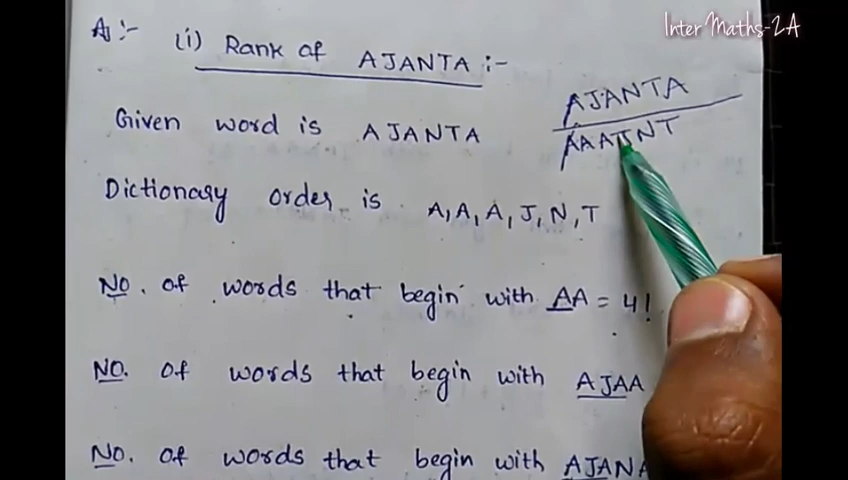 Inter Maths-2A
A :-
(i) Rank of AJANTA :-
AJANTA
AAAJNT
Given word is AJANTA
Dictionary order is A, A, A, J, N, T
No. of words that begin with AA = 4!
No. of words that begin with AJAA
No. of words that begin with AJANA